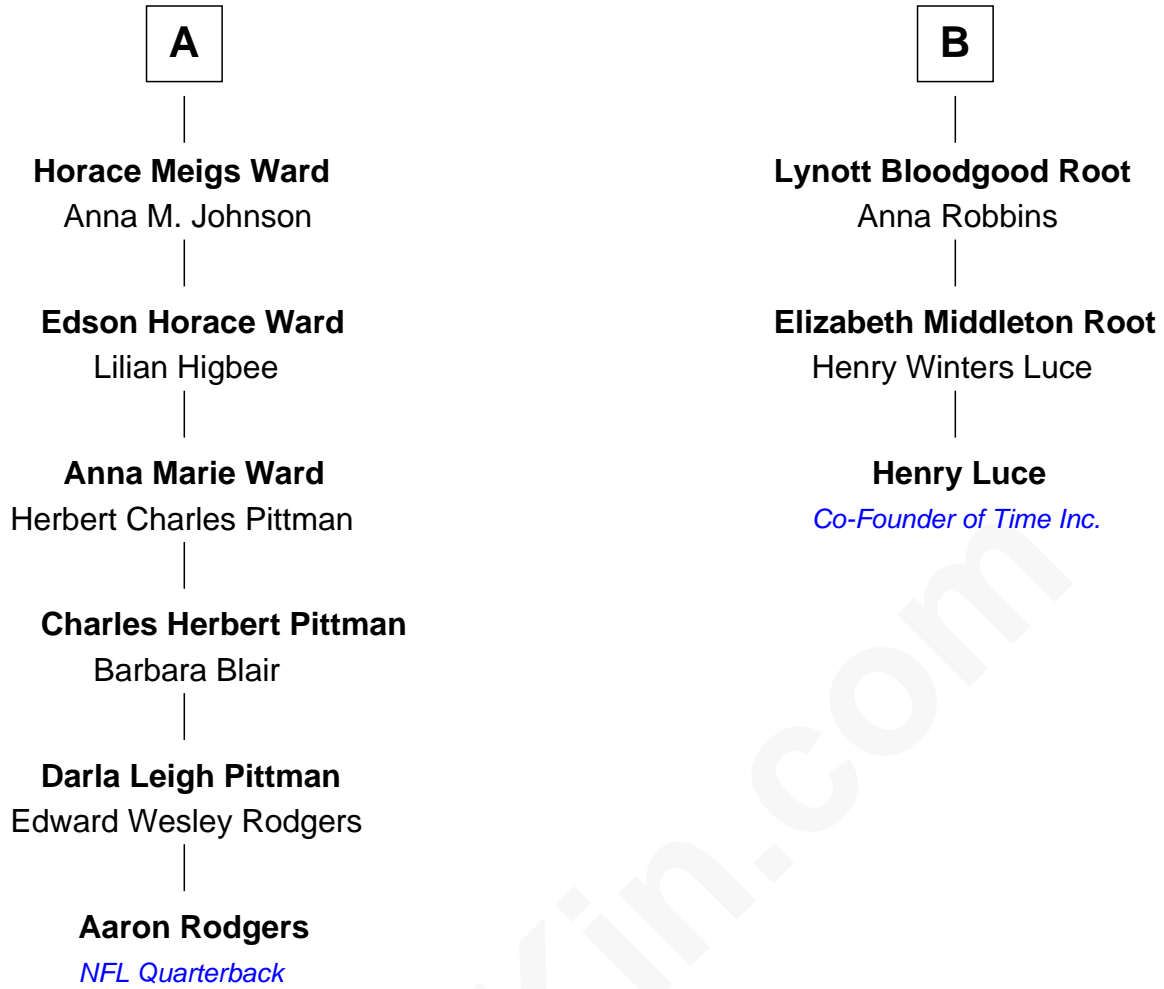 A
Horace Meigs Ward
Anna M. Johnson
Edson Horace Ward
Lilian Higbee
Anna Marie Ward
Herbert Charles Pittman
Charles Herbert Pittman
Barbara Blair
Darla Leigh Pittman
Edward Wesley Rodgers
Aaron Rodgers
NFL Quarterback
B
Lynott Bloodgood Root
Anna Robbins
Elizabeth Middleton Root
Henry Winters Luce
Henry Luce
Co-Founder of Time Inc.
Kin.com